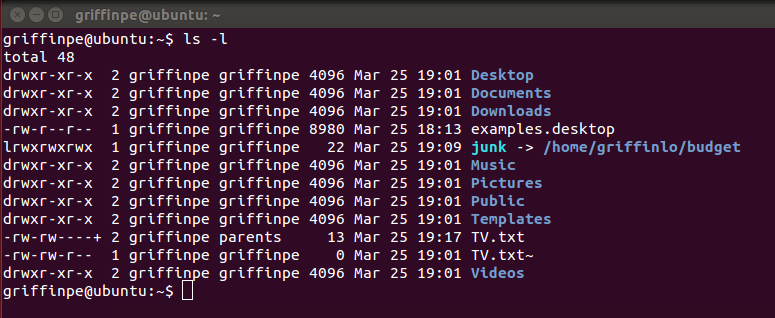 griffinpe@ubuntu: ~
griffinpe@ubuntu:~$ ls -l
total 48
drwxr-xr-x  2 griffinpe griffinpe 4096 Mar 25 19:01 Desktop
drwxr-xr-x  2 griffinpe griffinpe 4096 Mar 25 19:01 Documents
drwxr-xr-x  2 griffinpe griffinpe 4096 Mar 25 19:01 Downloads
-rw-r--r--  1 griffinpe griffinpe 8980 Mar 25 18:13 examples.desktop
lrwxrwxrwx  1 griffinpe griffinpe   22 Mar 25 19:09 junk -> /home/griffinlo/budget
drwxr-xr-x  2 griffinpe griffinpe 4096 Mar 25 19:01 Music
drwxr-xr-x  2 griffinpe griffinpe 4096 Mar 25 19:01 Pictures
drwxr-xr-x  2 griffinpe griffinpe 4096 Mar 25 19:01 Public
drwxr-xr-x  2 griffinpe griffinpe 4096 Mar 25 19:01 Templates
-rw-rw----+ 2 griffinpe parents     13 Mar 25 19:17 TV.txt
-rw-rw-r--  1 griffinpe griffinpe    0 Mar 25 19:01 TV.txt~
drwxr-xr-x  2 griffinpe griffinpe 4096 Mar 25 19:01 Videos
griffinpe@ubuntu:~$